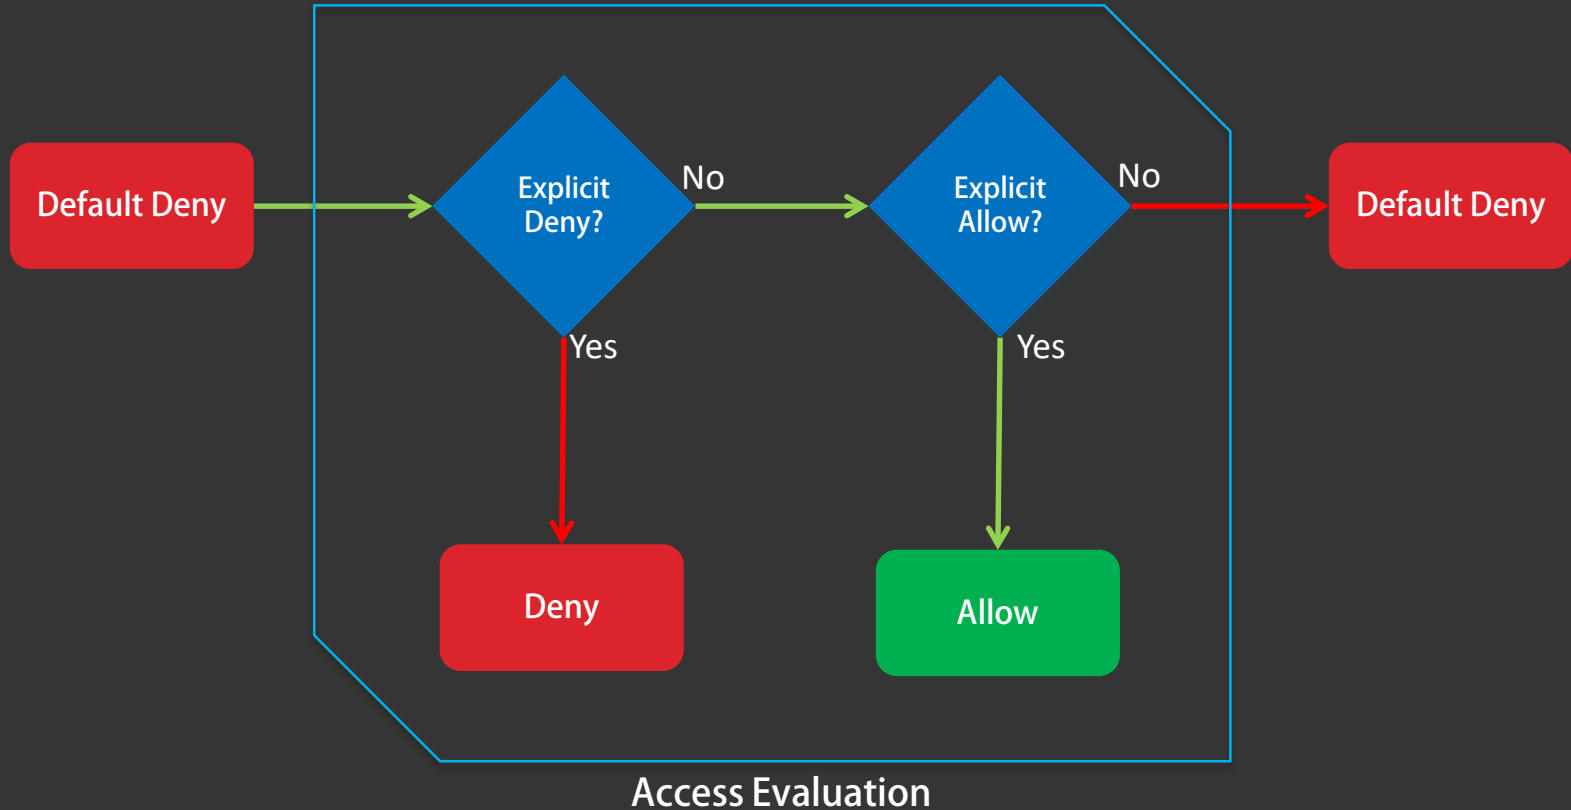 Default Deny
Explicit
Deny?
No
Explicit
Allow?
No
Default Deny
Yes
Yes
Deny
Allow
Access Evaluation